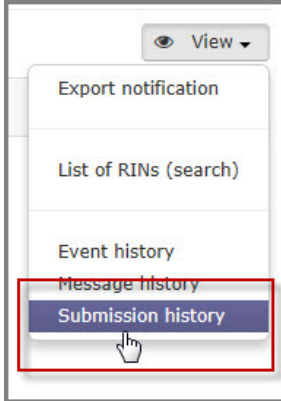 View
Export notification
List of RINs (search)
Event history
Message history
Submission history